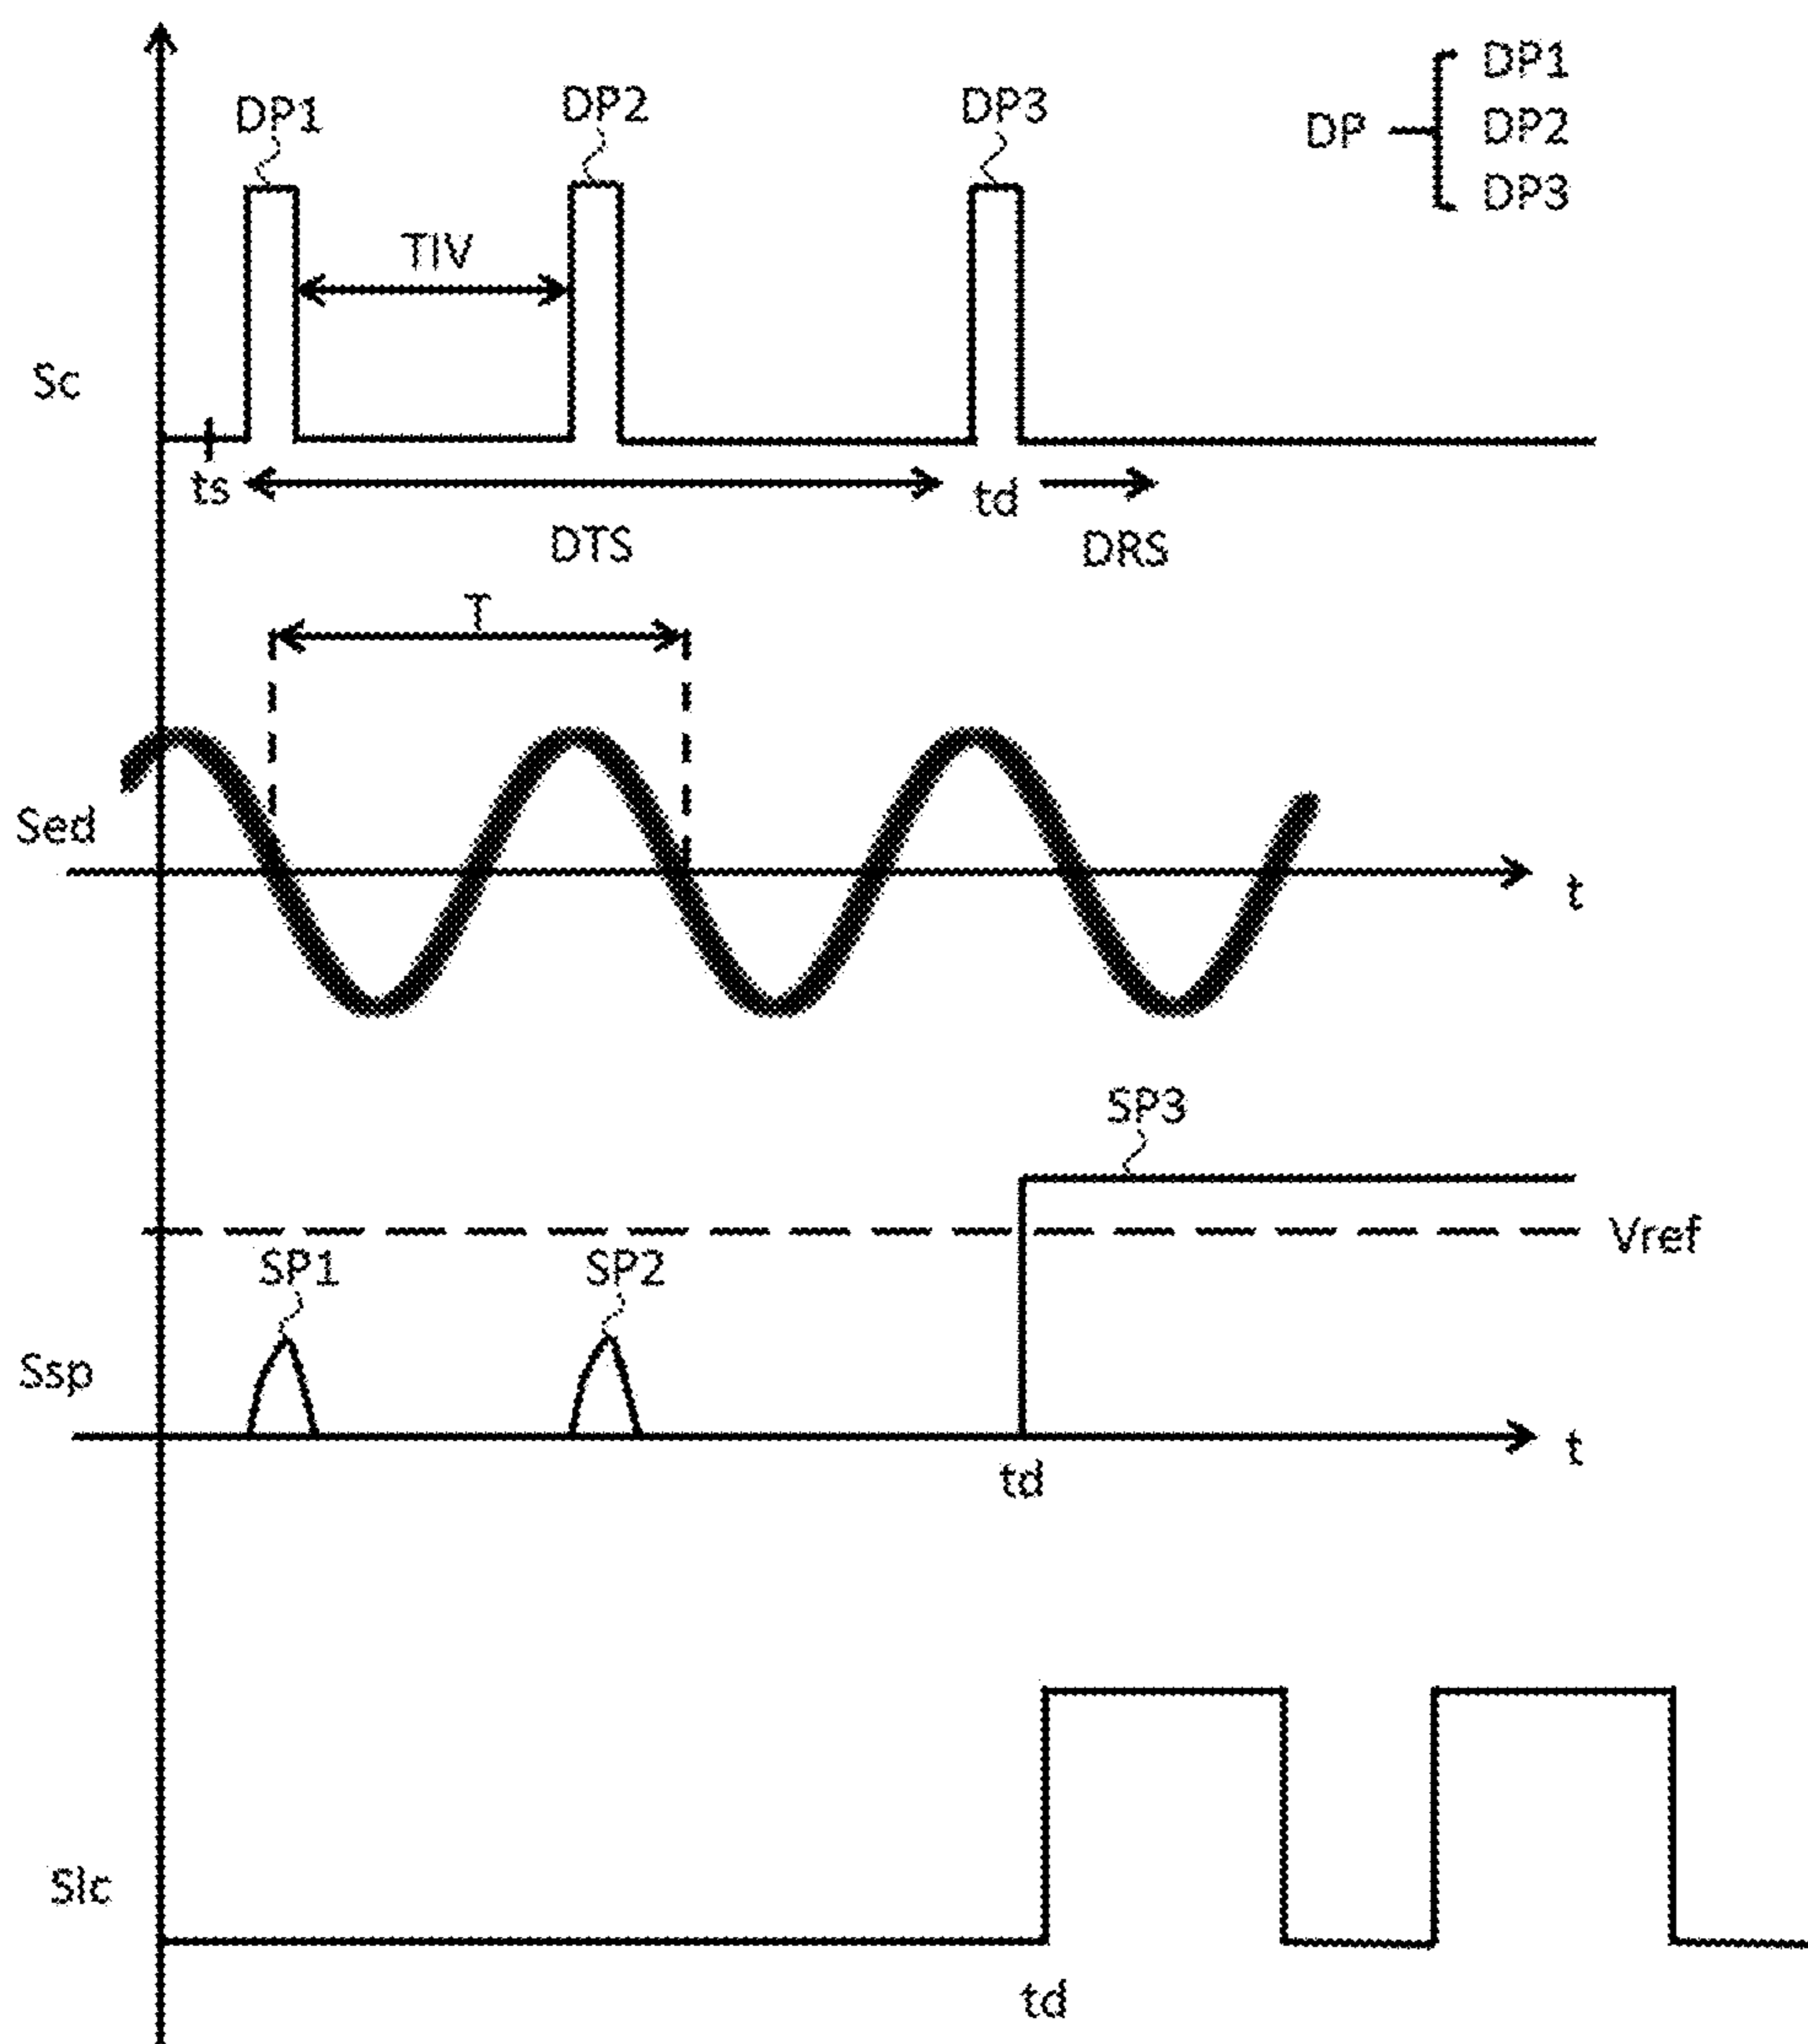 DP1
DP2
DP3
DP
DP1
DP2
DP3
TIV
Sc
ts
td
DTS
DRS
T
Sed
t
SP3
Vref
SP1
SP2
Ssp
t
td
Slc
td